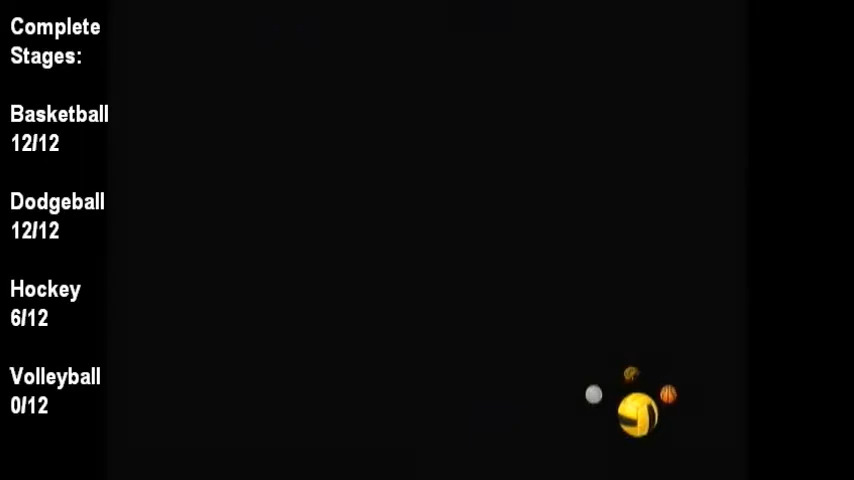 Complete
Stages:
Basketball
12/12
Dodgeball
12/12
Hockey
6/12
Volleyball
0/12